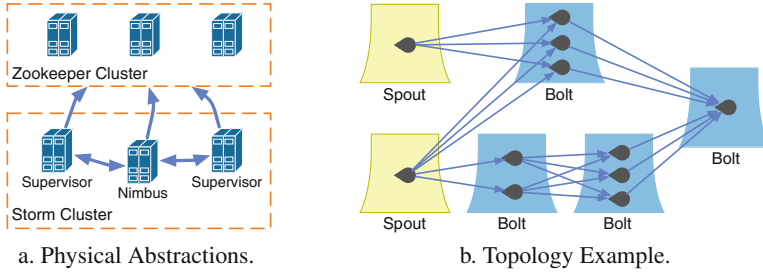 Zookeeper Cluster
Supervisor
Nimbus
Supervisor
Storm Cluster
a. Physical Abstractions.
Spout
Bolt
Bolt
Spout
Bolt
Bolt
b. Topology Example.